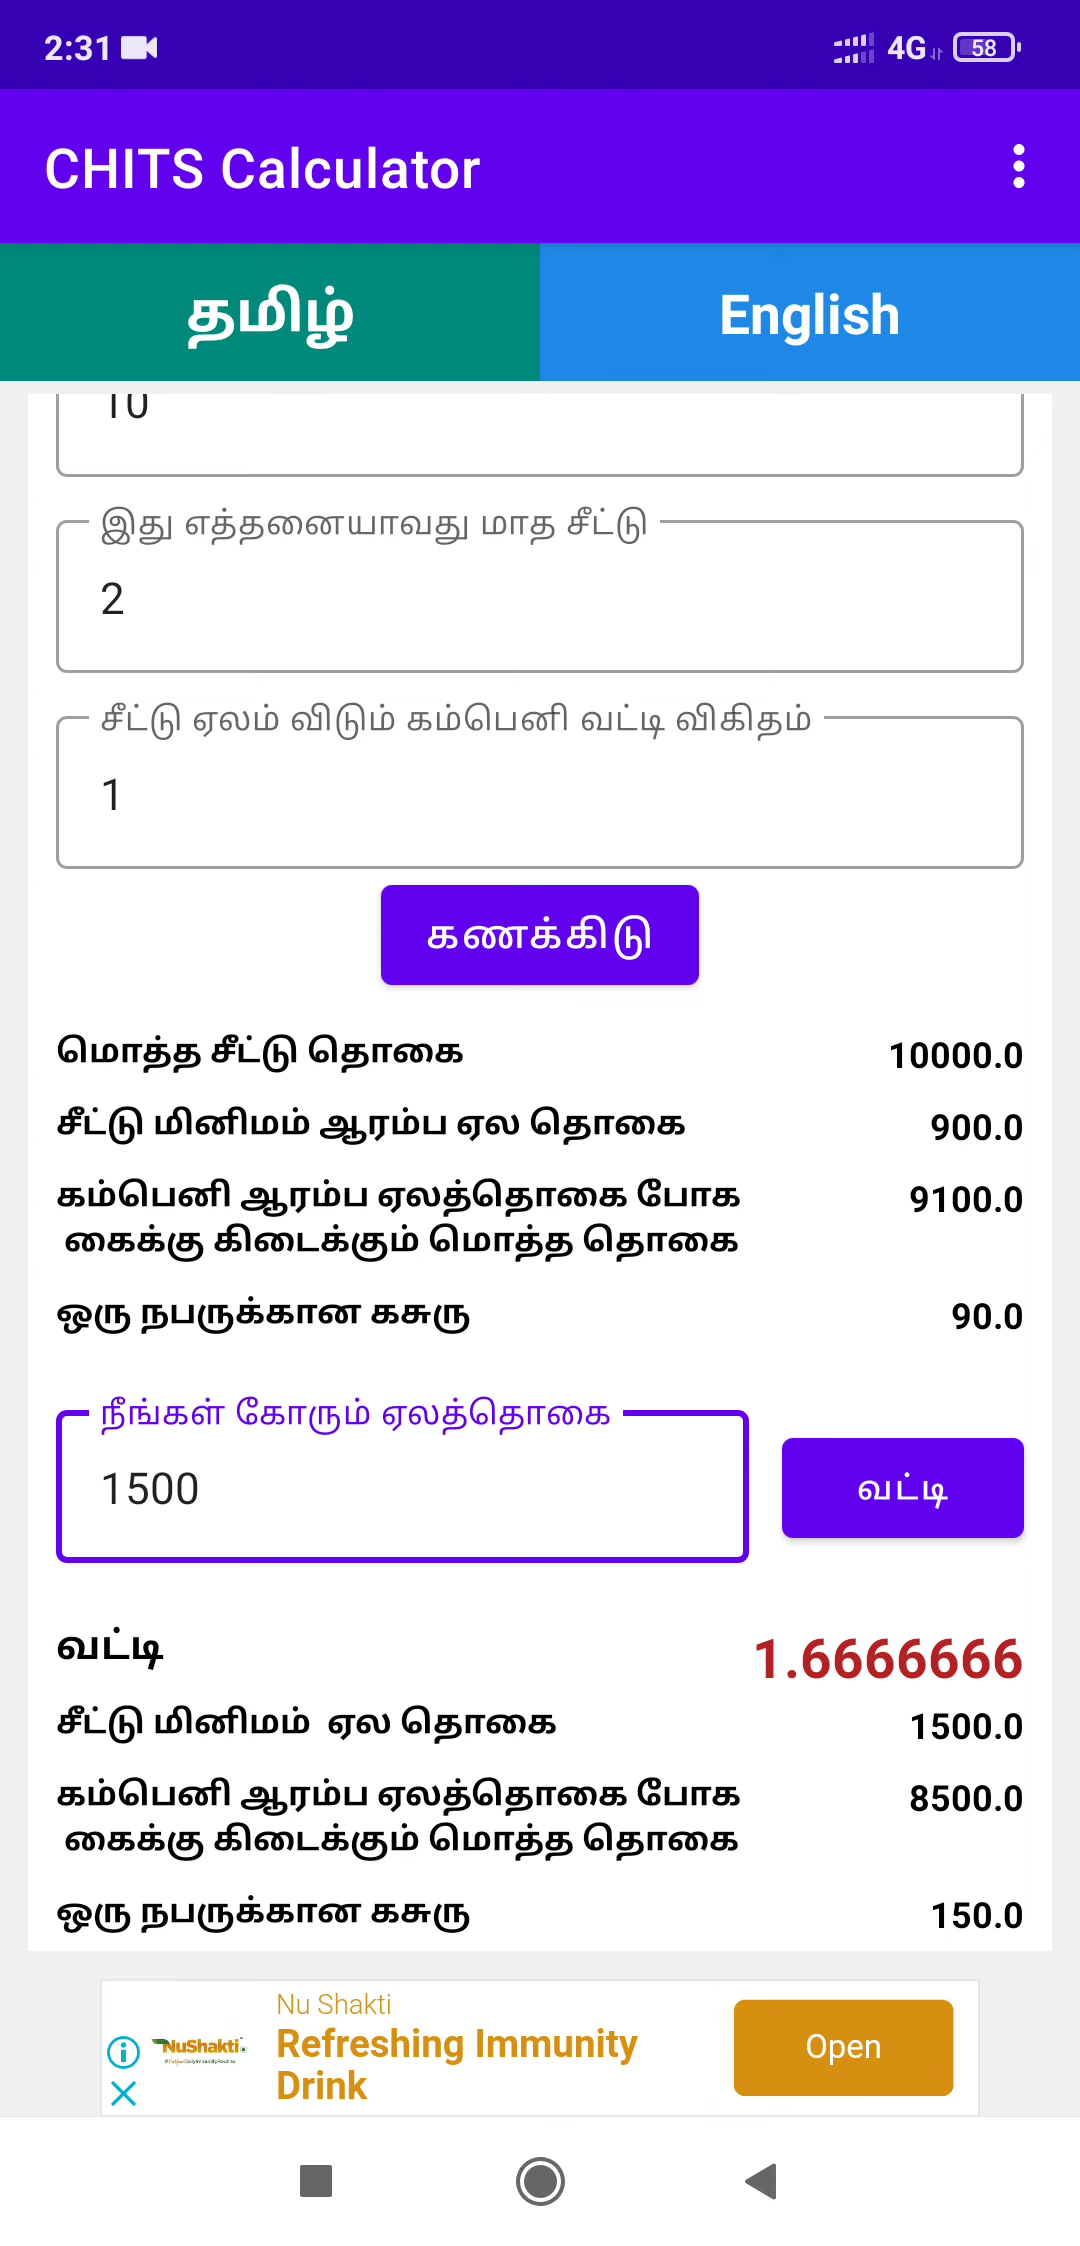 2:31
4G
58
CHITS Calculator
தமிழ்
English
10
இது எத்தனையாவது மாத சீட்டு
2
சீட்டு ஏலம் விடும் கம்பெனி வட்டி விகிதம்
1
கணக்கிடு
மொத்த சீட்டு தொகை 10000.0
சீட்டு மினிமம் ஆரம்ப ஏல தொகை 900.0
கம்பெனி ஆரம்ப ஏலத்தொகை போக 9100.0
கைக்கு கிடைக்கும் மொத்த தொகை
ஒரு நபருக்கான கசுரு 90.0
நீங்கள் கோரும் ஏலத்தொகை
1500
வட்டி
வட்டி 1.6666666
சீட்டு மினிமம் ஏல தொகை 1500.0
கம்பெனி ஆரம்ப ஏலத்தொகை போக 8500.0
கைக்கு கிடைக்கும் மொத்த தொகை
ஒரு நபருக்கான கசுரு 150.0
Nu Shakti
NuShakti
Refreshing Immunity
Drink
Open